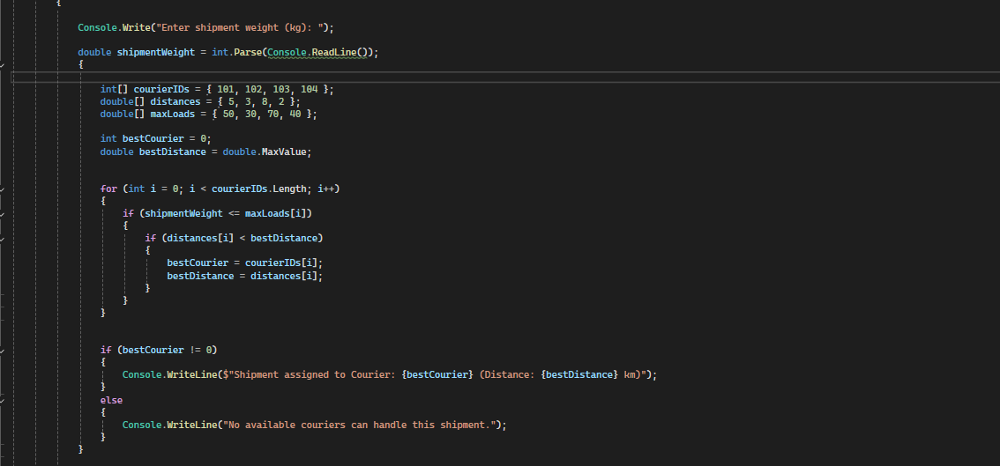 {
Console.Write("Enter shipment weight (kg): ");
double shipmentWeight = int.Parse(Console.ReadLine());
{
int[] courierIDs = { 101, 102, 103, 104 };
double[] distances = { 5, 3, 8, 2 };
double[] maxLoads = { 50, 30, 70, 40 };
int bestCourier = 0;
double bestDistance = double.MaxValue;
for (int i = 0; i < courierIDs.Length; i++)
{
if (shipmentWeight <= maxLoads[i])
{
if (distances[i] < bestDistance)
{
bestCourier = courierIDs[i];
bestDistance = distances[i];
}
}
}
if (bestCourier != 0)
{
Console.WriteLine($"Shipment assigned to Courier: {bestCourier} (Distance: {bestDistance} km)");
}
else
{
Console.WriteLine("No available couriers can handle this shipment.");
}
}